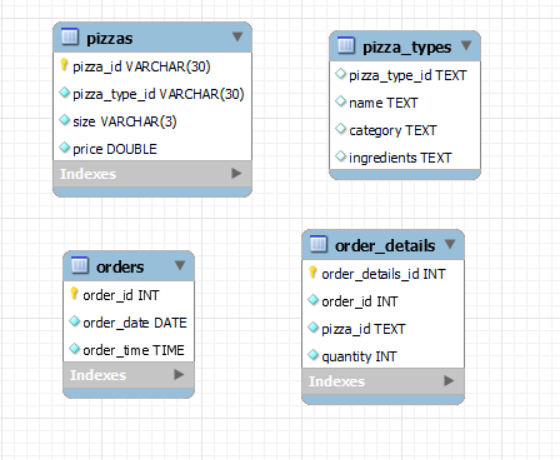 pizzas
pizza_id VARCHAR(30)
pizza_type_id VARCHAR(30)
size VARCHAR(3)
price DOUBLE
Indexes
pizza_types
pizza_type_id TEXT
name TEXT
category TEXT
ingredients TEXT
orders
order_id INT
order_date DATE
order_time TIME
Indexes
order_details
order_details_id INT
order_id INT
pizza_id TEXT
quantity INT
Indexes